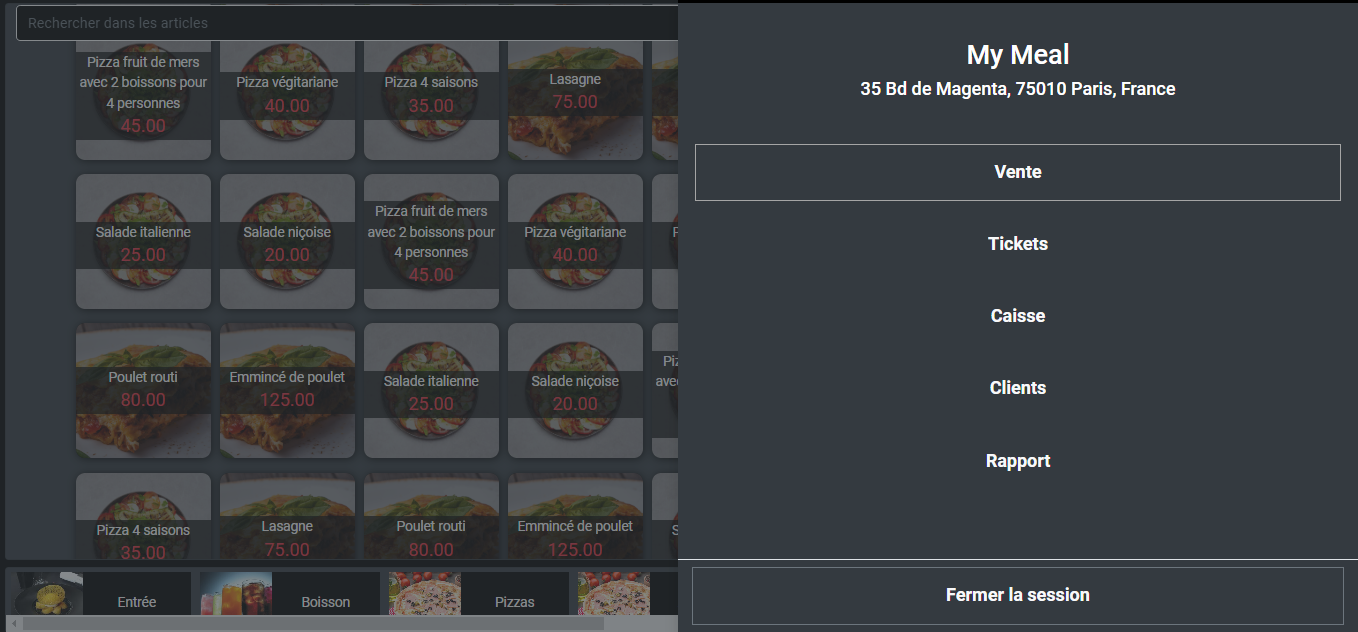 Rechercher dans les articles
Pizza fruit de mers
avec 2 boissons pour
4 personnes
45.00
Pizza végitariane
40.00
Pizza 4 saisons
35.00
Lasagne
75.00
Salade italienne
25.00
Salade niçoise
20.00
Pizza fruit de mers
avec 2 boissons pour
4 personnes
45.00
Pizza végitariane
40.00
Poulet routi
80.00
Emmincé de poulet
125.00
Salade italienne
25.00
Salade niçoise
20.00
Pizza 4 saisons
35.00
Lasagne
75.00
Poulet routi
80.00
Emmincé de poulet
125.00
Entrée
Boisson
Pizzas
My Meal
35 Bd de Magenta, 75010 Paris, France
Vente
Tickets
Caisse
Clients
Rapport
Fermer la session